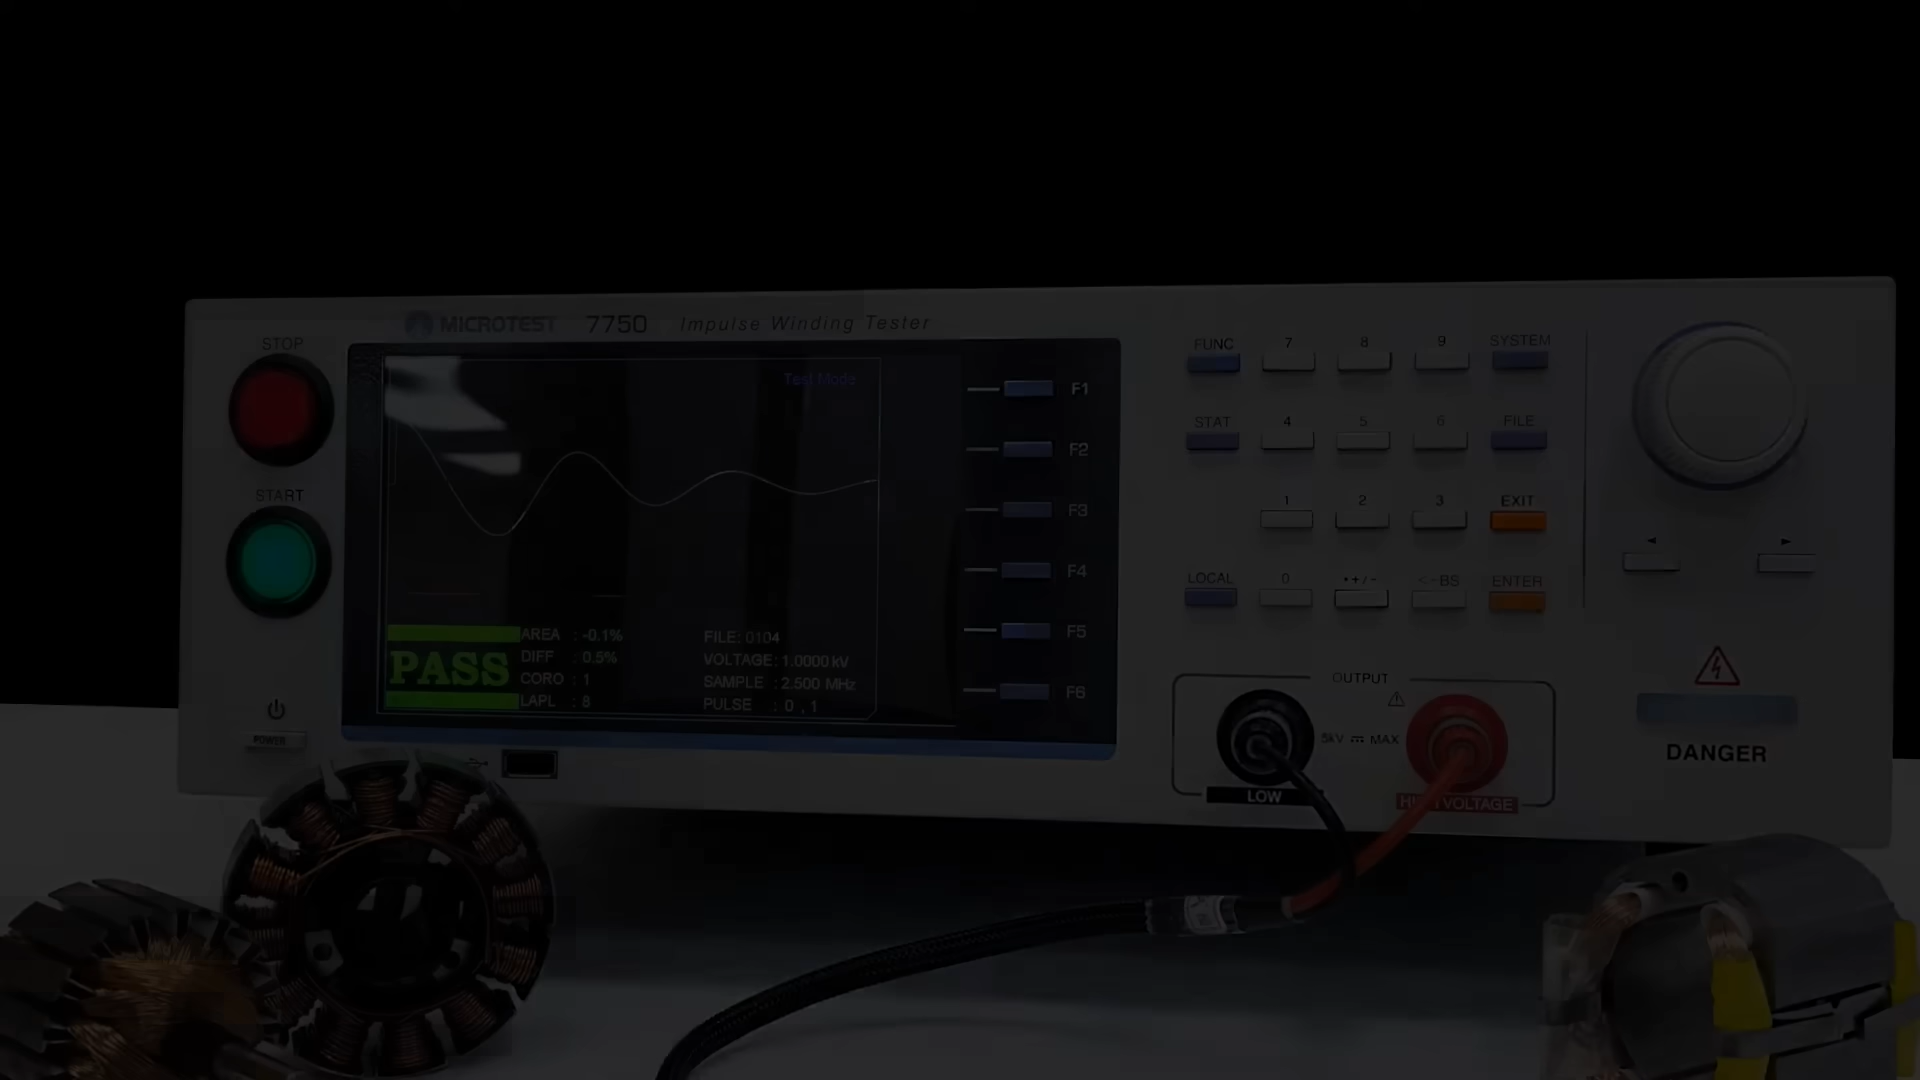 MICROTEST 7750 Impulse Winding Tester
STOP
START
POWER
Test Mode
PASS
AREA : -0.1%
DIFF : 0.5%
CORO : 1
LAPL : 8
FILE: 0104
VOLTAGE: 1.0000 kV
SAMPLE : 2.500 MHz
PULSE : 0 , 1
F1
F2
F3
F4
F5
F6
FUNC 7 8 9 SYSTEM
STAT 4 5 6 FILE
1 2 3 EXIT
LOCAL 0 •+/- <-BS ENTER
OUTPUT
5kV MAX
LOW
VOLTAGE
DANGER